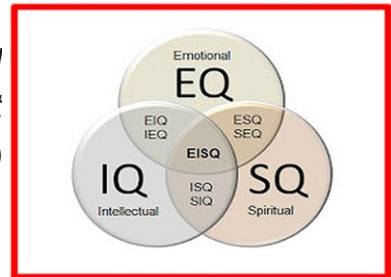 Emotional
EQ
EIQ
IEQ
ESQ
SEQ
EISQ
IQ
Intellectual
ISQ
SIQ
SQ
Spiritual